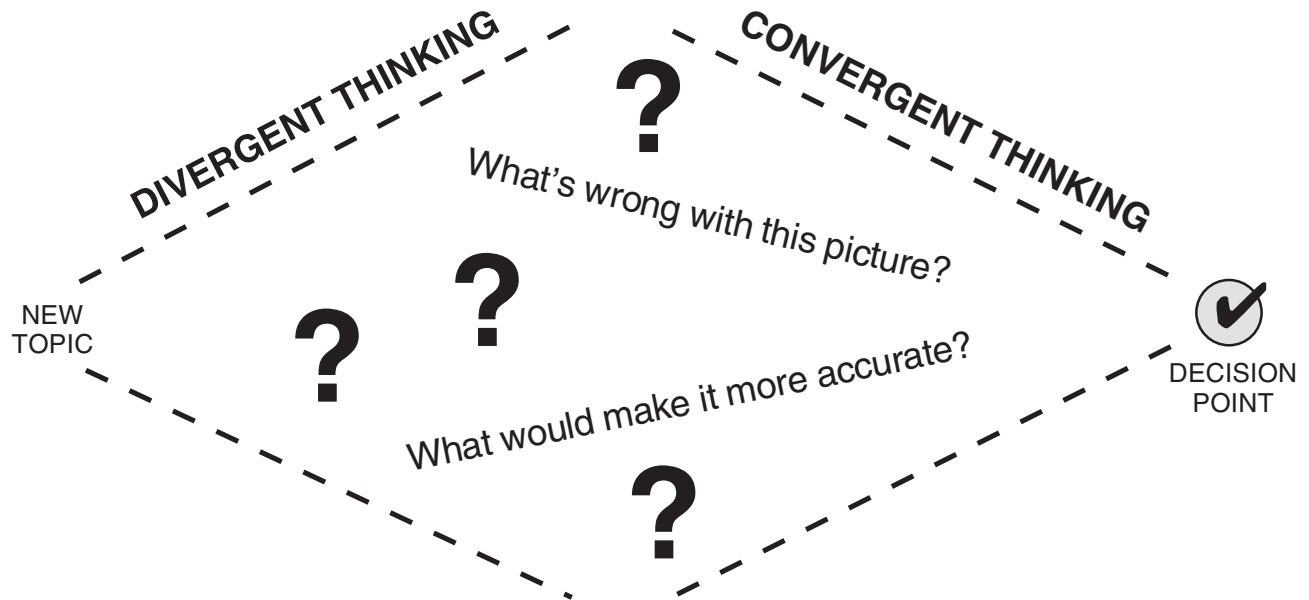 DIVERGENT THINKING
CONVERGENT THINKING
?
What's wrong with this picture?
?
?
NEW
TOPIC
What would make it more accurate?
?
DECISION
POINT